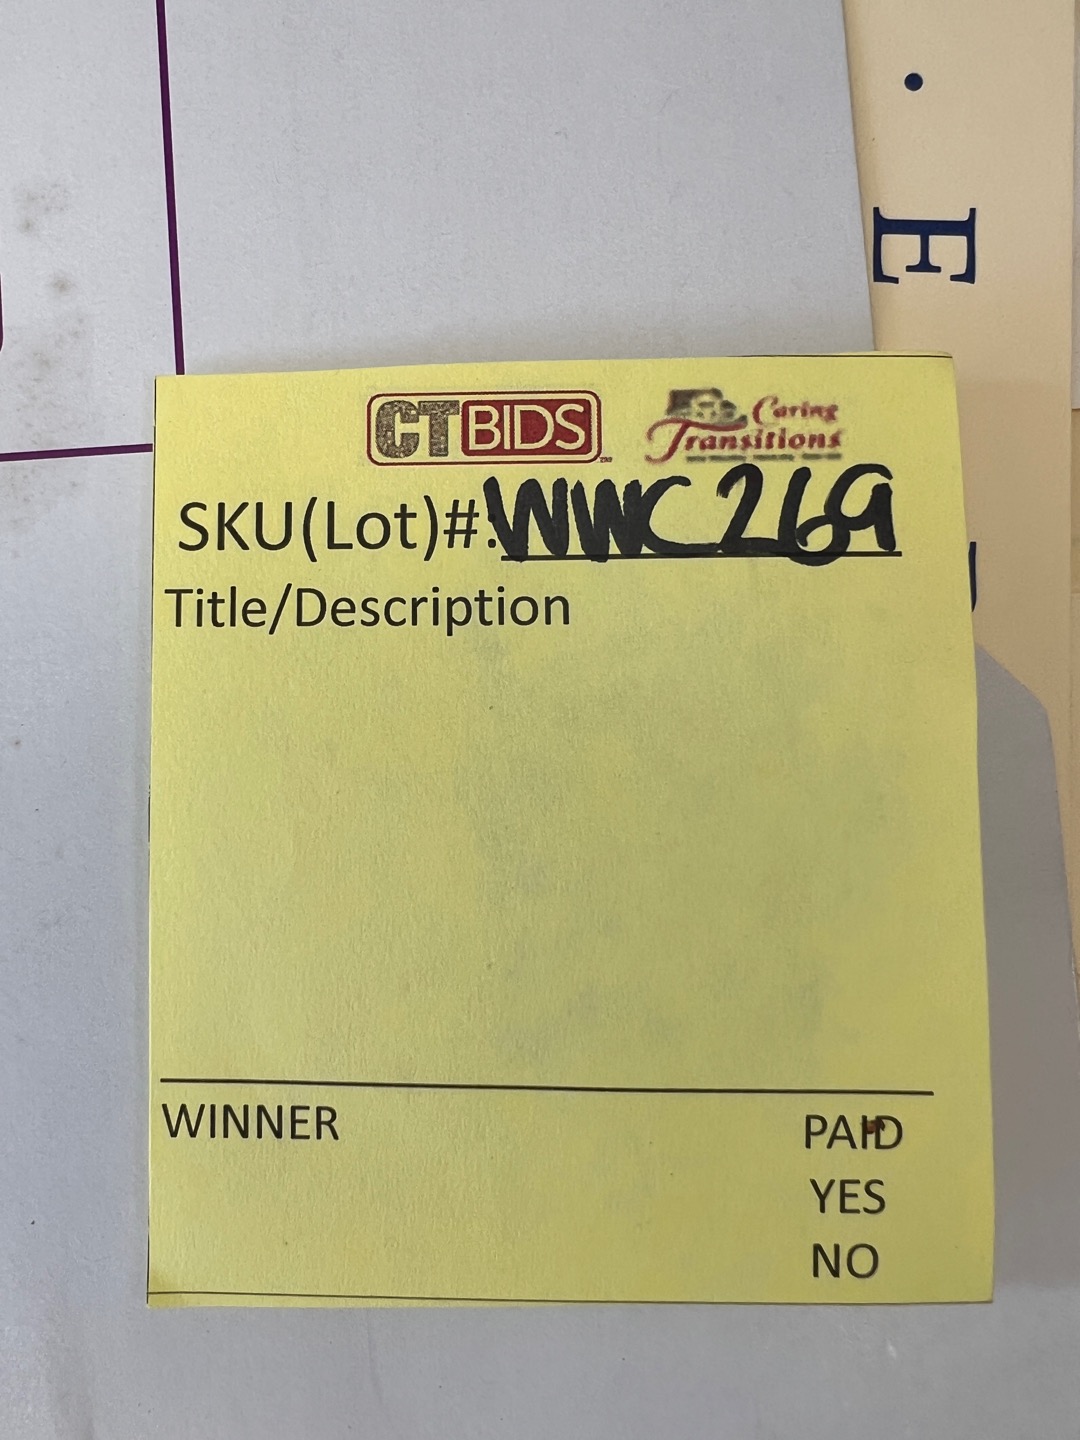 E
CTBIDS
Caring
Transitions
SKU(Lot)#: WWC269
Title/Description
WINNER
PAID
YES
NO